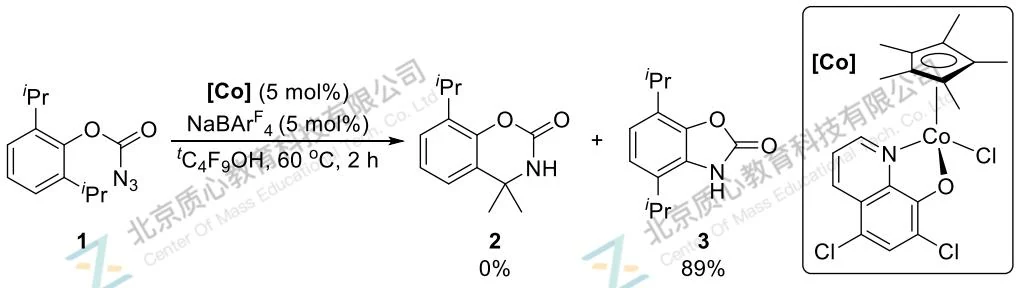 ⁱPr
O
O
N₃
ⁱPr
1
[Co] (5 mol%)
NaBArF₄ (5 mol%)
ᵗC₄F₉OH, 60 °C, 2 h
ⁱPr
O
O
NH
2
0%
+
ⁱPr
O
O
N
H
ⁱPr
3
89%
[Co]
Co
N
Cl
O
Cl
Cl
北京质心教育科技有限公司
Center Of Mass Educational Tech. Co. Ltd.
北京质心教育科技有限公司
Center Of Mass Educational Tech. Co. Ltd.